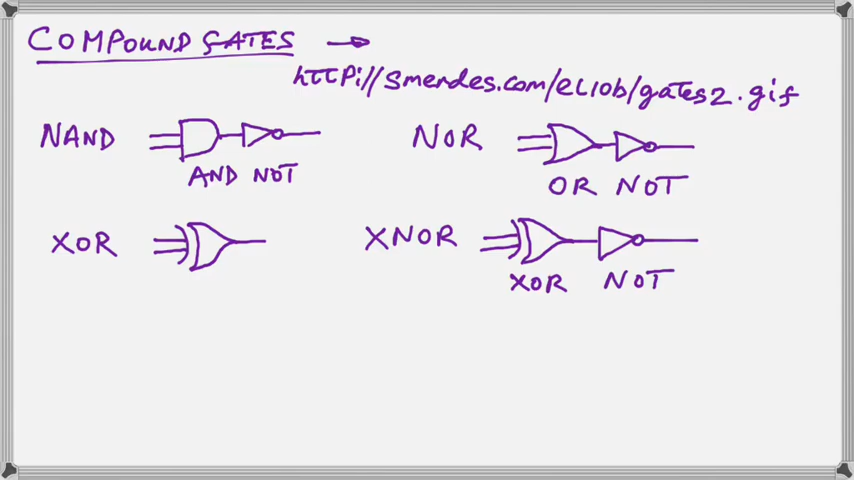 COMPOUND GATES →
http://smendes.com/EL10b/gates2.gif
NAND NOR
AND NOT OR NOT
XOR XNOR
XOR NOT